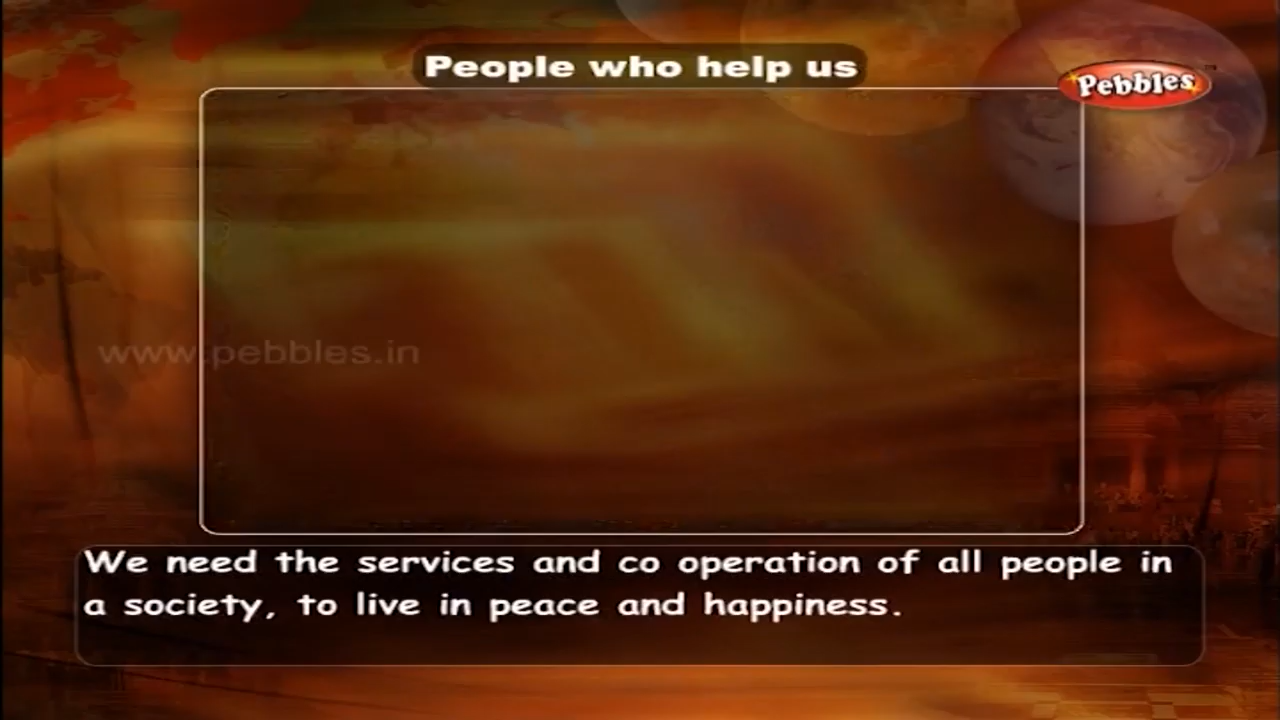 People who help us
Pebbles
www.pebbles.in
We need the services and co operation of all people in
a society, to live in peace and happiness.